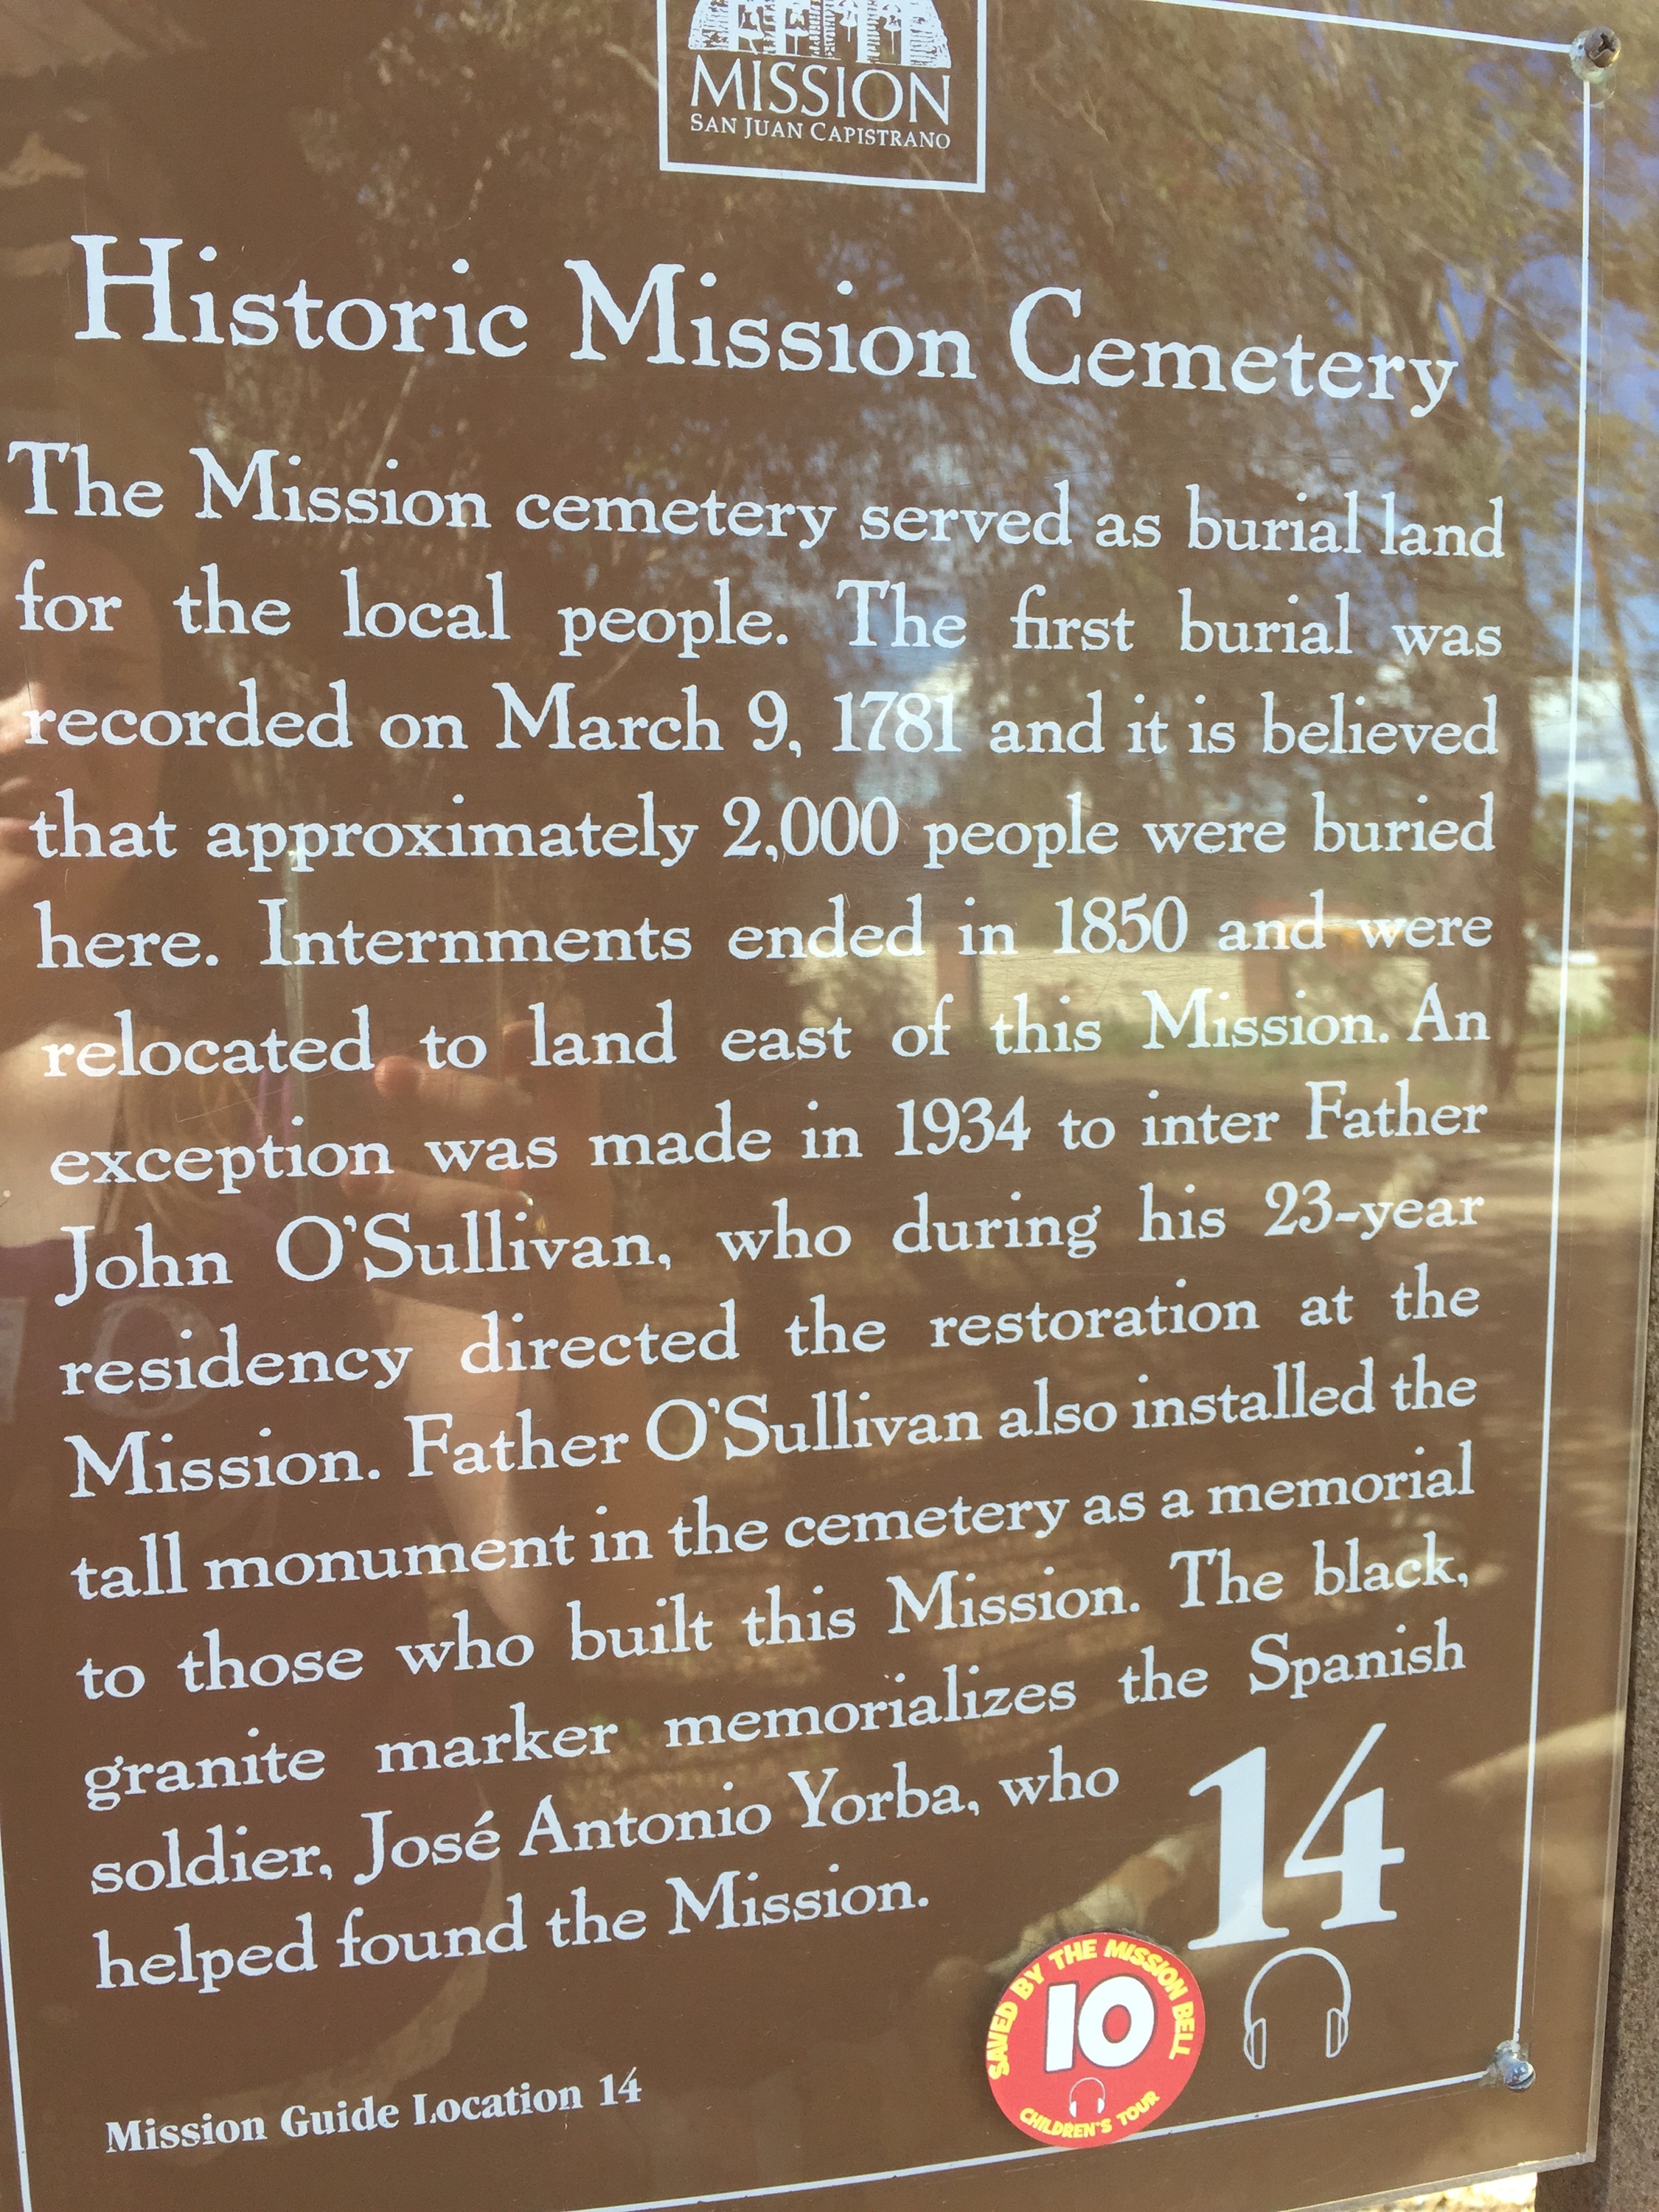 MISSION
SAN JUAN CAPISTRANO
Historic Mission Cemetery
The Mission cemetery served as burial land
for the local people. The first burial was
recorded on March 9, 1781 and it is believed
that approximately 2,000 people were buried
here. Internments ended in 1850 and were
relocated to land east of this Mission. An
exception was made in 1934 to inter Father
John O'Sullivan, who during his 23-year
residency directed the restoration at the
Mission. Father O'Sullivan also installed the
tall monument in the cemetery as a memorial
to those who built this Mission. The black,
granite marker memorializes the Spanish
soldier, José Antonio Yorba, who
helped found the Mission.
14
SAVED BY THE MISSION BELL
10
CHILDREN'S TOUR
Mission Guide Location 14